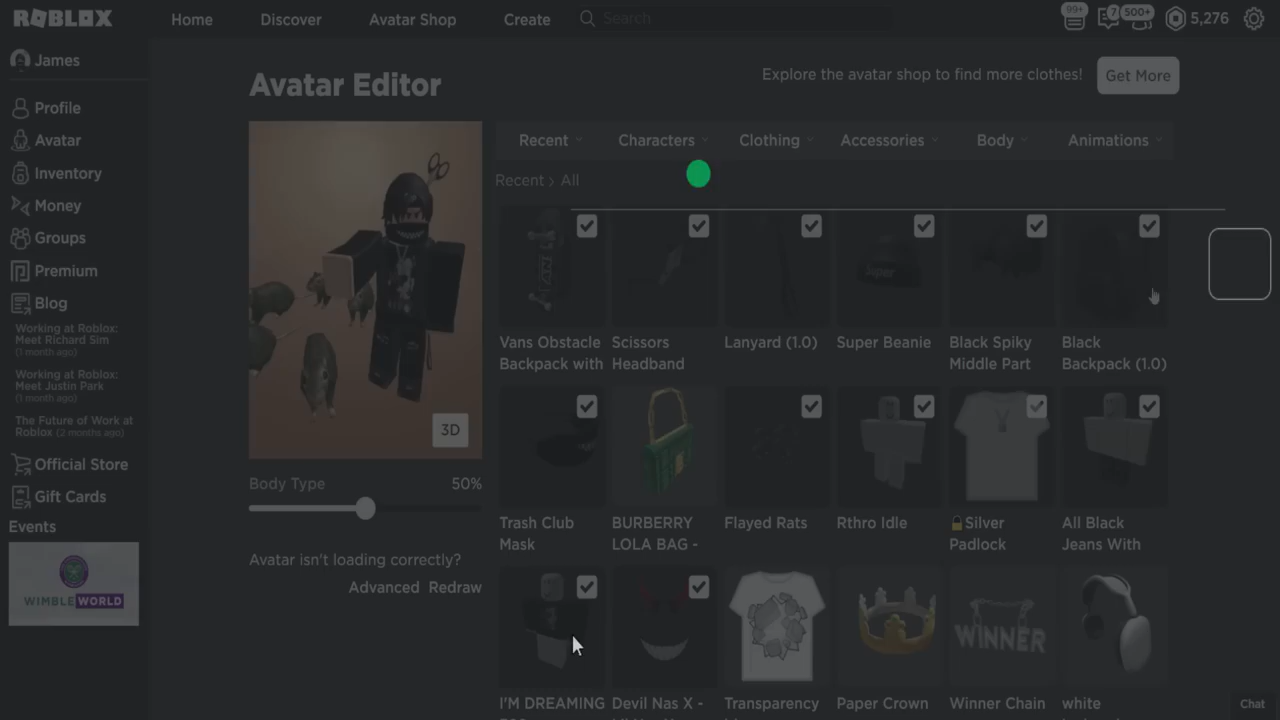 ROBLOX
Home
Discover
Avatar Shop
Create
Search
99+
7
500+
5,276
James
Profile
Avatar
Inventory
Money
Groups
Premium
Blog
Working at Roblox:
Meet Richard Sim
(1 month ago)
Working at Roblox:
Meet Justin Park
(1 month ago)
The Future of Work at
Roblox (2 months ago)
Official Store
Gift Cards
Events
WIMBLEWORLD
Avatar Editor
Explore the avatar shop to find more clothes!
Get More
3D
Body Type
50%
Avatar isn't loading correctly?
Advanced
Redraw
Recent
Characters
Clothing
Accessories
Body
Animations
Recent > All
Super
Vans Obstacle
Backpack with
Scissors
Headband
Lanyard (1.0)
Super Beanie
Black Spiky
Middle Part
Black
Backpack (1.0)
Trash Club
Mask
BURBERRY
LOLA BAG -
Flayed Rats
Rthro Idle
Silver
Padlock
All Black
Jeans With
WINNER
I'M DREAMING
Devil Nas X -
Transparency
Paper Crown
Winner Chain
white
Chat